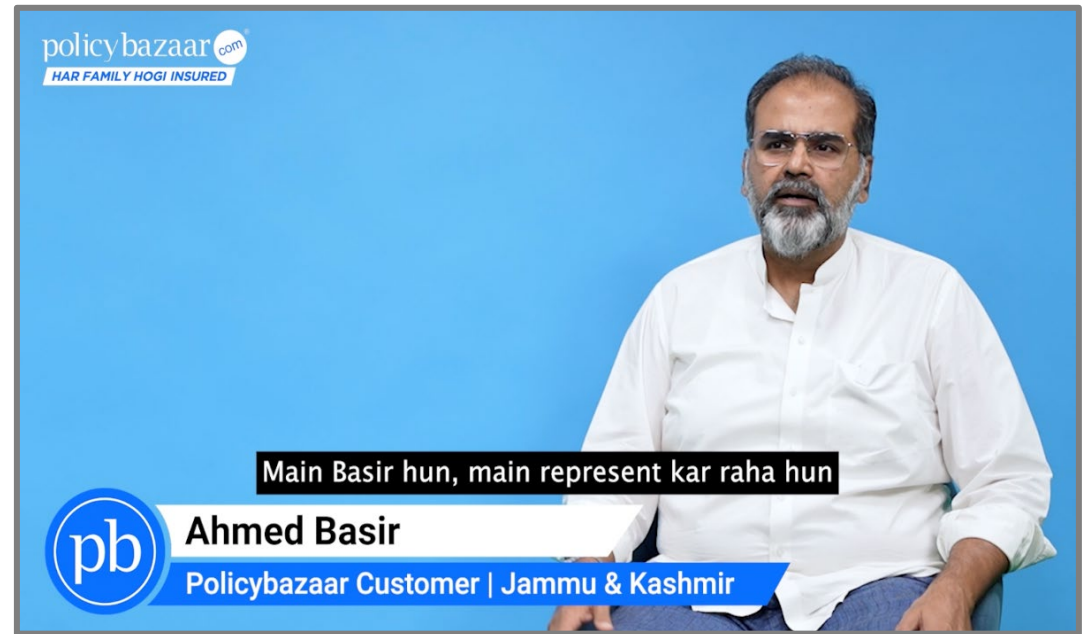 policybazaar com
HAR FAMILY HOGI INSURED
Main Basir hun, main represent kar raha hun
pb
Ahmed Basir
Policybazaar Customer | Jammu & Kashmir